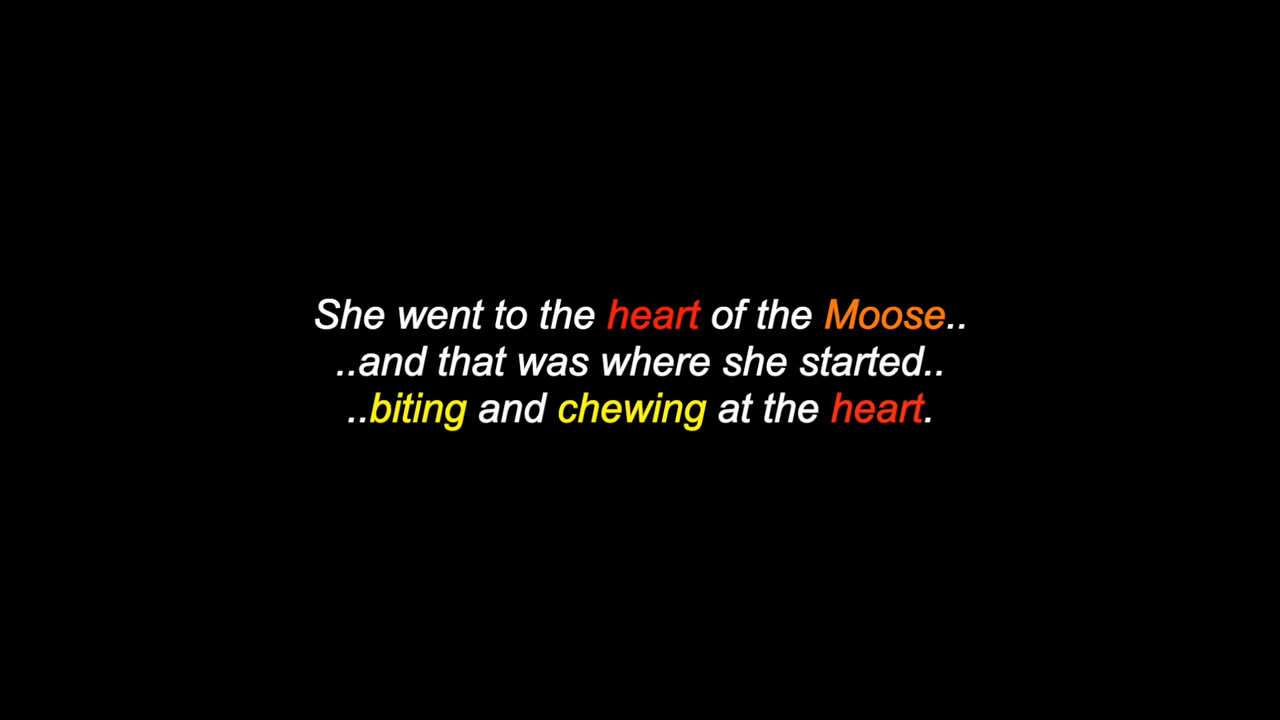 She went to the heart of the Moose..
..and that was where she started..
..biting and chewing at the heart.